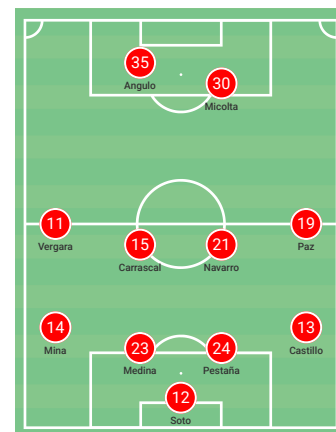 35
Angulo
30
Micolta
11
Vergara
19
Paz
15
Carrascal
21
Navarro
14
Mina
13
Castillo
23
Medina
24
Pestaña
12
Soto